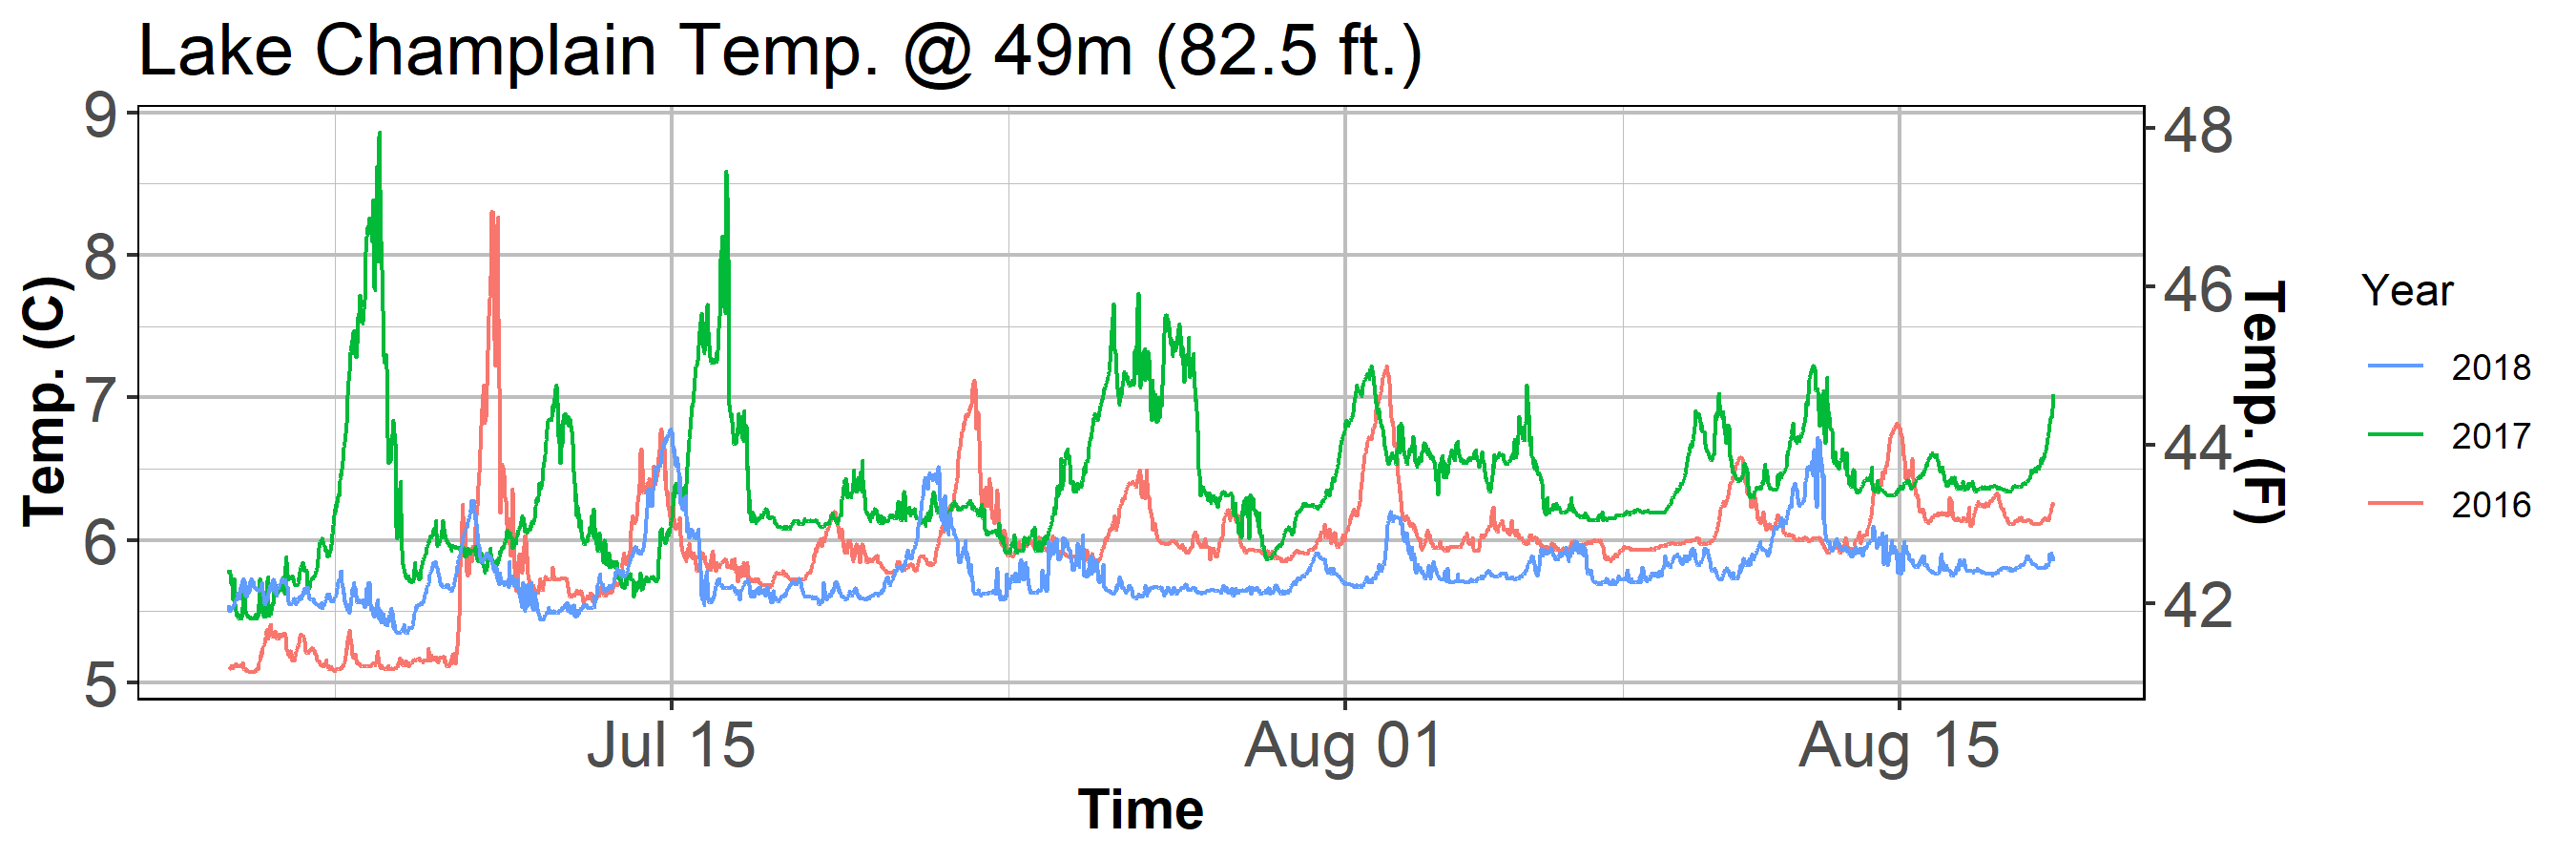 Lake Champlain Temp. @ 49m (82.5 ft.)
9
8
7
6
5
Temp. (C)
48
46
44
42
Temp. (F)
Jul 15
Aug 01
Aug 15
Time
Year
2018
2017
2016